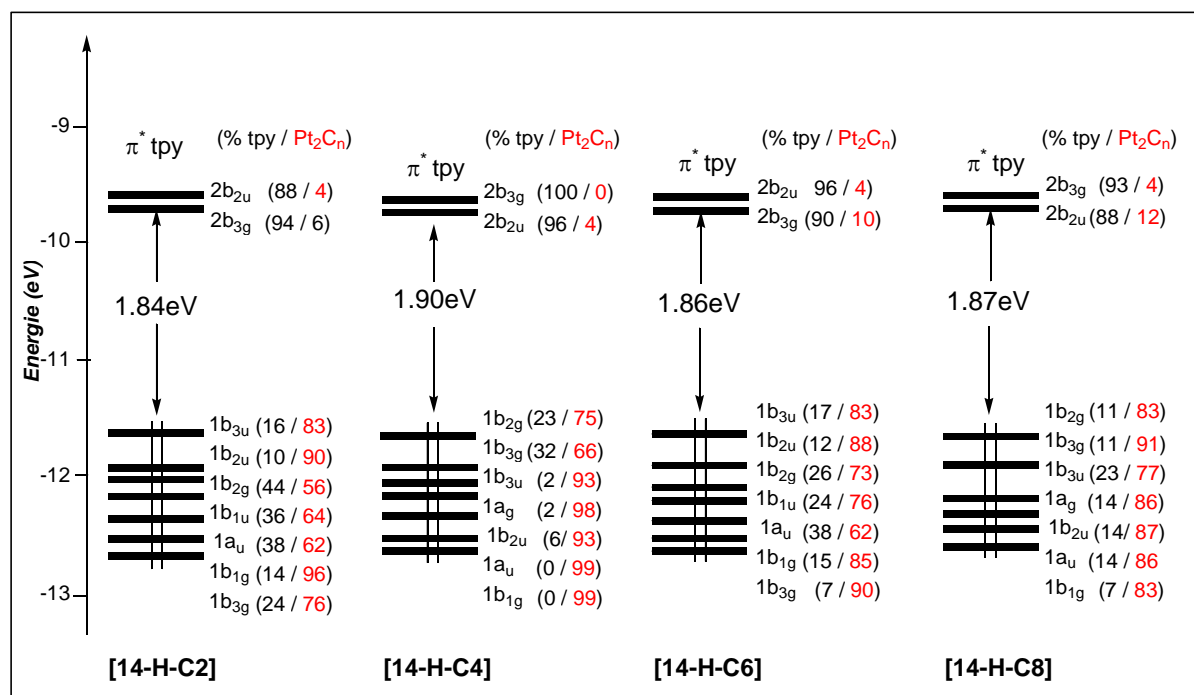 Energie (eV)
-9
-10
-11
-12
-13
π* tpy
(% tpy / Pt2Cn)
2b2u (88 / 4)
2b3g (94 / 6)
1.84eV
1b3u (16 / 83)
1b2u (10 / 90)
1b2g (44 / 56)
1b1u (36 / 64)
1au (38 / 62)
1b1g (14 / 96)
1b3g (24 / 76)
[14-H-C2]
π* tpy
(% tpy / Pt2Cn)
2b3g (100 / 0)
2b2u (96 / 4)
1.90eV
1b2g (23 / 75)
1b3g (32 / 66)
1b3u (2 / 93)
1ag (2 / 98)
1b2u (6/ 93)
1au (0 / 99)
1b1g (0 / 99)
[14-H-C4]
π* tpy
(% tpy / Pt2Cn)
2b2u 96 / 4)
2b3g (90 / 10)
1.86eV
1b3u (17 / 83)
1b2u (12 / 88)
1b2g (26 / 73)
1b1u (24 / 76)
1au (38 / 62)
1b1g (15 / 85)
1b3g (7 / 90)
[14-H-C6]
π* tpy
(% tpy / Pt2Cn)
2b3g (93 / 4)
2b2u (88 / 12)
1.87eV
1b2g (11 / 83)
1b3g (11 / 91)
1b3u (23 / 77)
1ag (14 / 86)
1b2u (14/ 87)
1au (14 / 86
1b1g (7 / 83)
[14-H-C8]